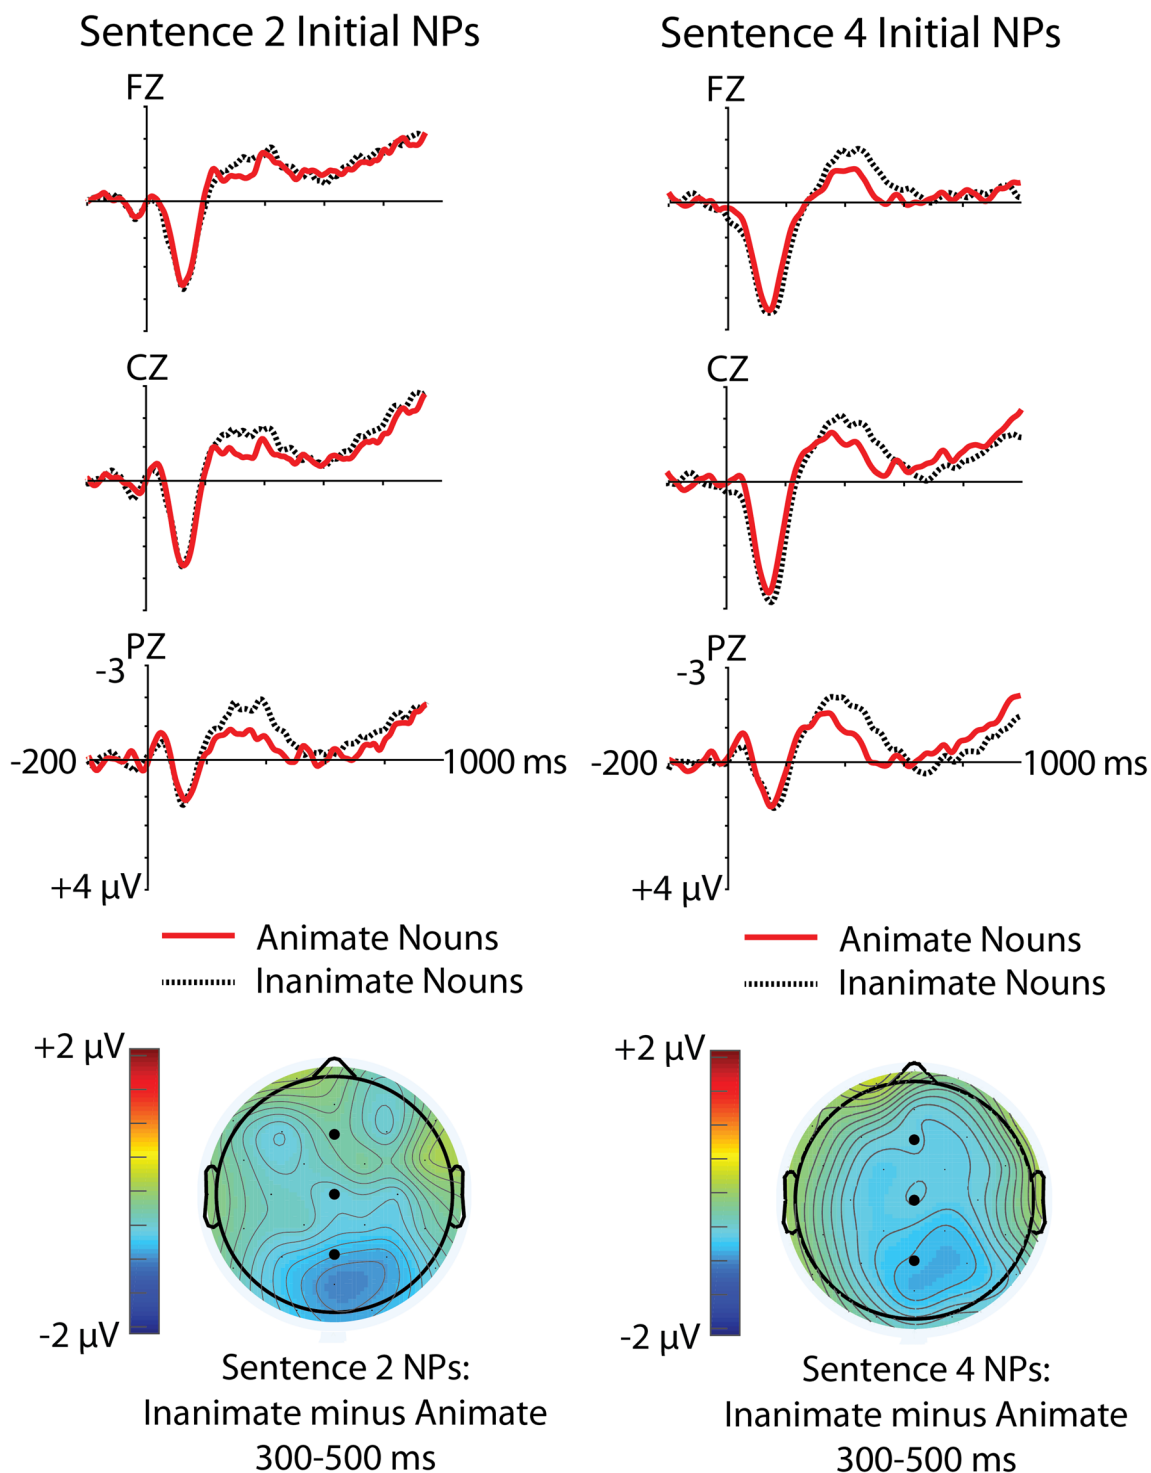 Sentence 2 Initial NPs
FZ
CZ
PZ
-3
-200
1000 ms
+4 µV
Animate Nouns
Inanimate Nouns
+2 µV
-2 µV
Sentence 2 NPs:
Inanimate minus Animate
300-500 ms
Sentence 4 Initial NPs
FZ
CZ
PZ
-3
-200
1000 ms
+4 µV
Animate Nouns
Inanimate Nouns
+2 µV
-2 µV
Sentence 4 NPs:
Inanimate minus Animate
300-500 ms